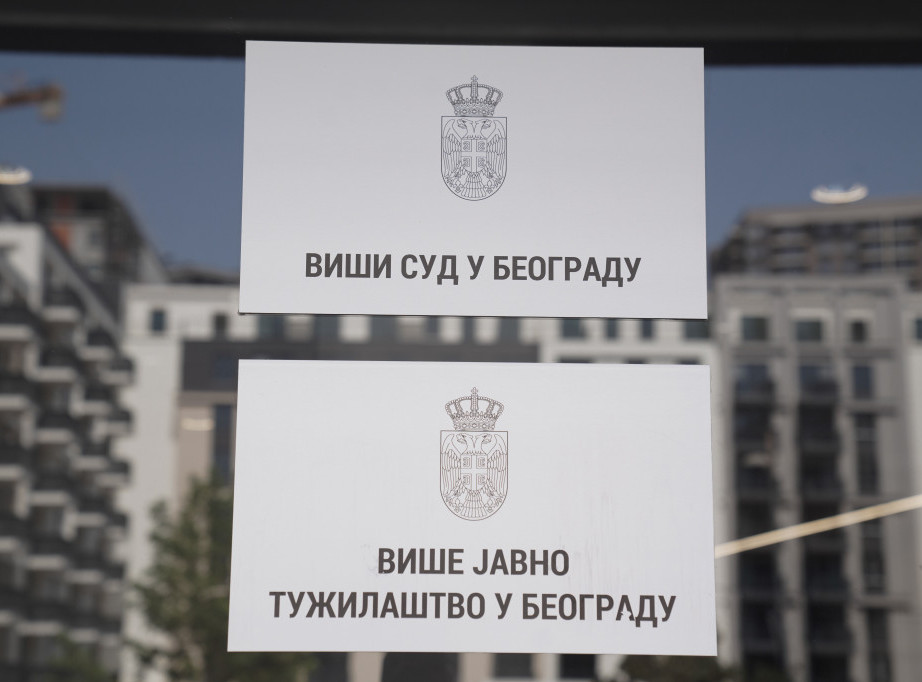 ВИШИ СУД У БЕОГРАДУ
ВИШЕ ЈАВНО
ТУЖИЛАШТВО У БЕОГРАДУ